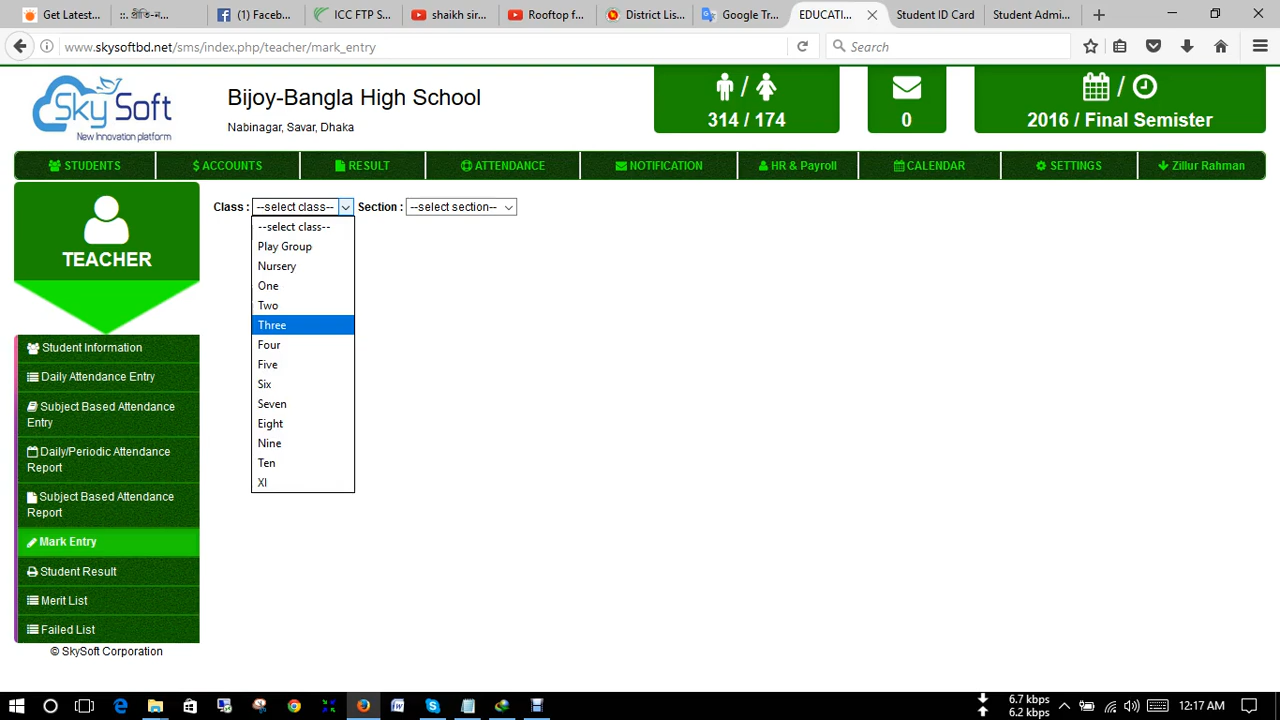 Get Latest...
::. প্রীতি-ন...
(1) Facebo...
ICC FTP S...
shaikh sir...
Rooftop f...
District Lis...
Google Tr...
EDUCATI...
Student ID Card
Student Admi...
www.skysoftbd.net/sms/index.php/teacher/mark_entry
Search
Sky Soft
New Innovation platform
Bijoy-Bangla High School
Nabinagar, Savar, Dhaka
/
314 / 174
0
/
2016 / Final Semister
STUDENTS
$ ACCOUNTS
RESULT
ATTENDANCE
NOTIFICATION
HR & Payroll
CALENDAR
SETTINGS
Zillur Rahman
TEACHER
Student Information
Daily Attendance Entry
Subject Based Attendance
Entry
Daily/Periodic Attendance
Report
Subject Based Attendance
Report
Mark Entry
Student Result
Merit List
Failed List
© SkySoft Corporation
Class : --select class-- Section : --select section--
--select class--
Play Group
Nursery
One
Two
Three
Four
Five
Six
Seven
Eight
Nine
Ten
XI
6.7 kbps
6.2 kbps
12:17 AM